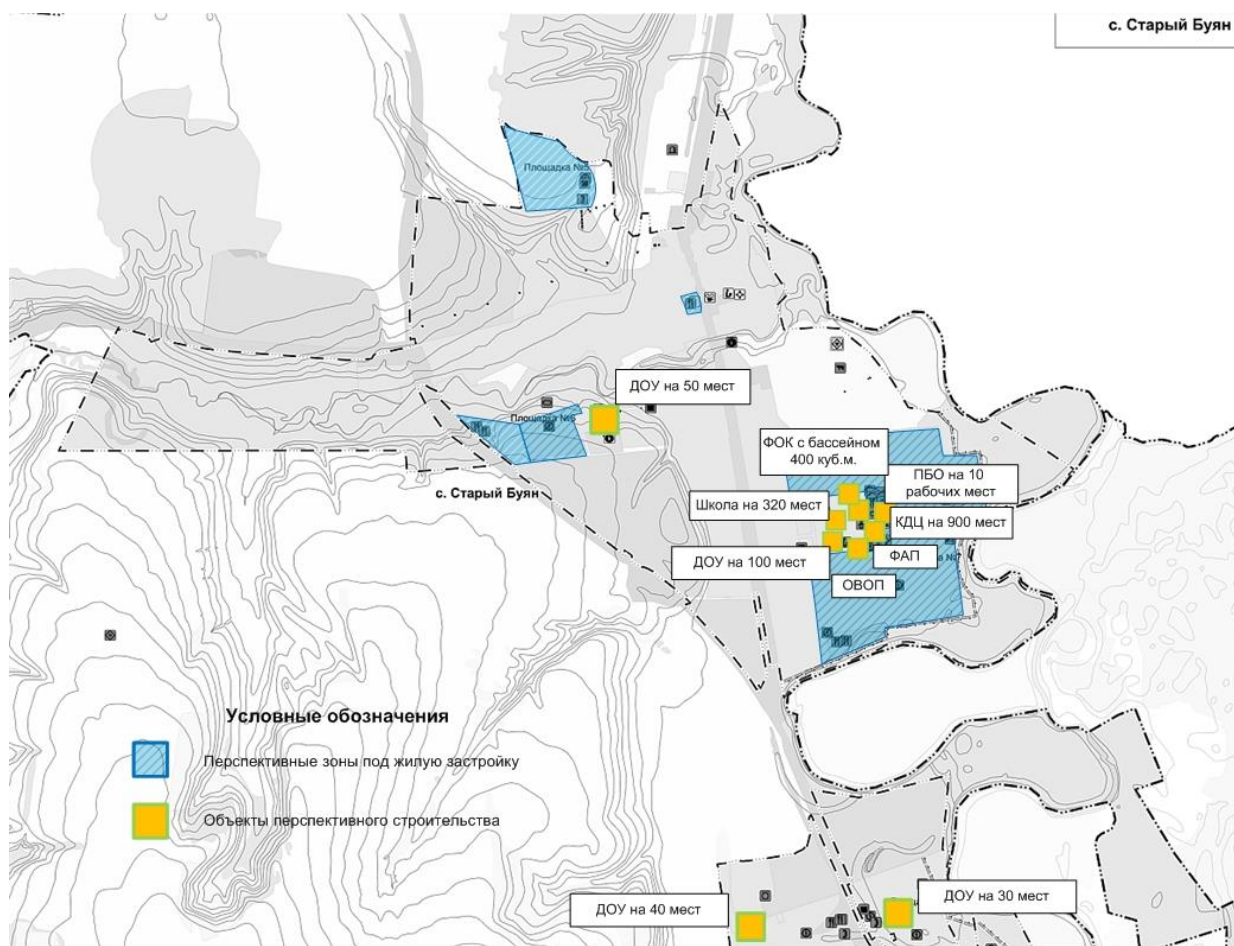 с. Старый Буян
Площадка №5
ДОУ на 50 мест
Площадка №6
ФОК с бассейном
400 куб.м.
ПБО на 10
рабочих мест
с. Старый Буян
Школа на 320 мест
КДЦ на 900 мест
ДОУ на 100 мест
ФАП
ОВОП
Условные обозначения
Перспективные зоны под жилую застройку
Объекты перспективного строительства
ДОУ на 40 мест
ДОУ на 30 мест